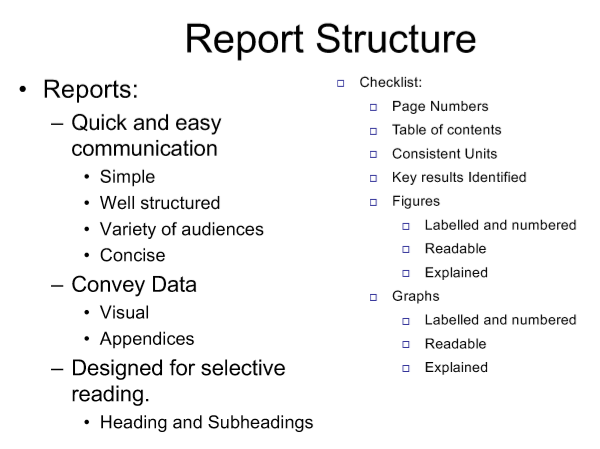 Report Structure
• Reports:
– Quick and easy
communication
• Simple
• Well structured
• Variety of audiences
• Concise
– Convey Data
• Visual
• Appendices
– Designed for selective
reading.
• Heading and Subheadings
Checklist:
Page Numbers
Table of contents
Consistent Units
Key results Identified
Figures
Labelled and numbered
Readable
Explained
Graphs
Labelled and numbered
Readable
Explained